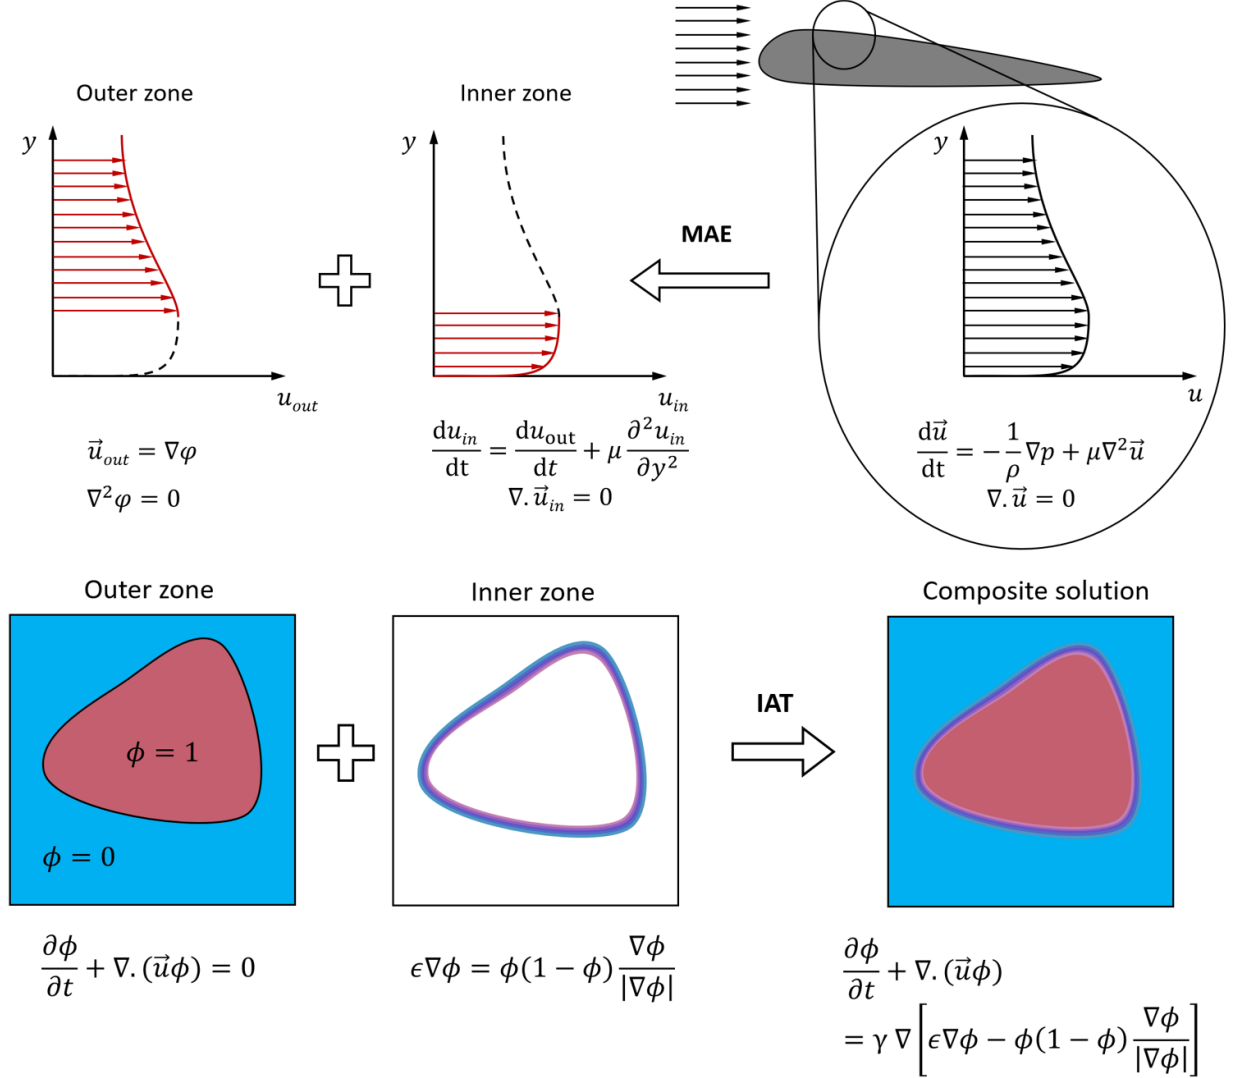 Outer zone
Inner zone
y
y
MAE
y
u_out
u_in
u
u⃗_out = ∇φ
∇²φ = 0
du_in/dt = du_out/dt + μ ∂²u_in/∂y²
∇.u⃗_in = 0
du⃗/dt = −1/ρ ∇p + μ∇²u⃗
∇.u⃗ = 0
Outer zone
Inner zone
Composite solution
ϕ = 1
ϕ = 0
IAT
∂ϕ/∂t + ∇.(u⃗ϕ) = 0
ϵ∇ϕ = ϕ(1 − ϕ) ∇ϕ/|∇ϕ|
∂ϕ/∂t + ∇.(u⃗ϕ)
= γ ∇ [ϵ∇ϕ − ϕ(1 − ϕ) ∇ϕ/|∇ϕ|]